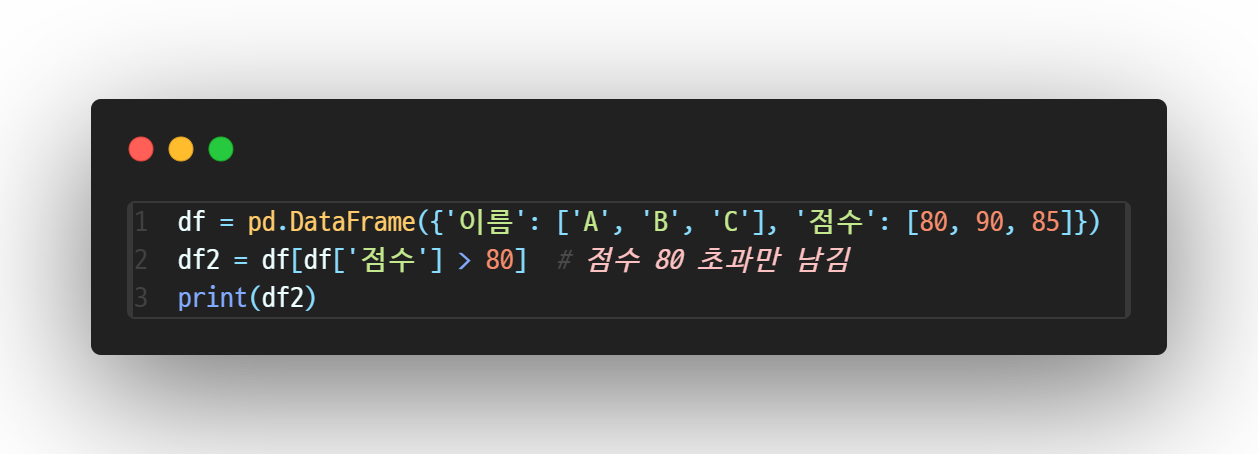 1 df = pd.DataFrame({'이름': ['A', 'B', 'C'], '점수': [80, 90, 85]})
2 df2 = df[df['점수'] > 80]  # 점수 80 초과만 남김
3 print(df2)